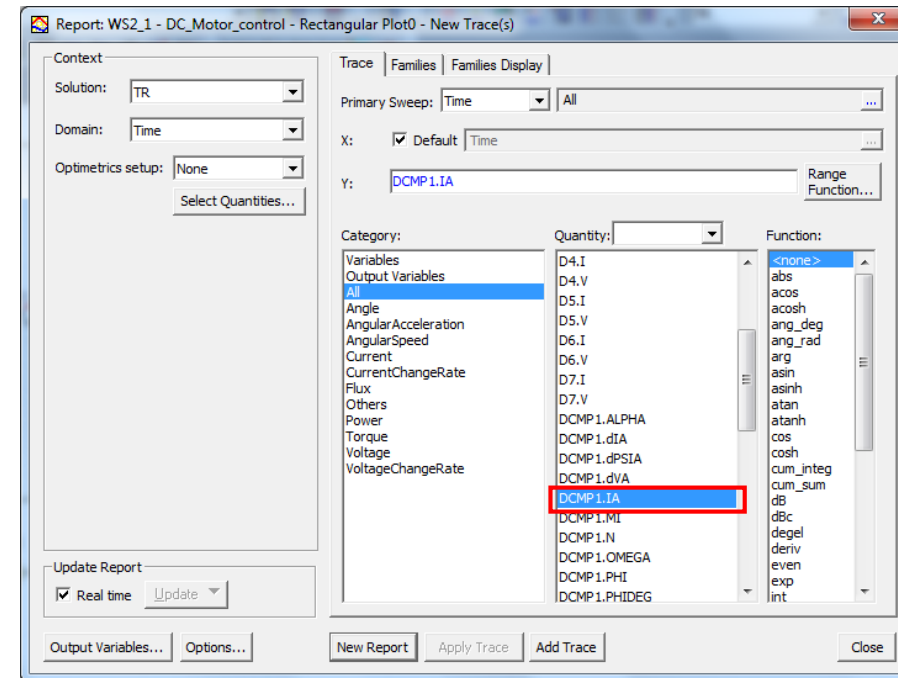 Report: WS2_1 - DC_Motor_control - Rectangular Plot0 - New Trace(s)
Context
Solution: TR
Domain: Time
Optimetrics setup: None
Select Quantities...
Trace Families Families Display
Primary Sweep: Time All ...
X: Default Time ...
Y: DCMP1.IA Range Function...
Category:
Variables
Output Variables
All
Angle
AngularAcceleration
AngularSpeed
Current
CurrentChangeRate
Flux
Others
Power
Torque
Voltage
VoltageChangeRate
Quantity:
D4.I
D4.V
D5.I
D5.V
D6.I
D6.V
D7.I
D7.V
DCMP1.ALPHA
DCMP1.dIA
DCMP1.dPSIA
DCMP1.dVA
DCMP1.IA
DCMP1.MI
DCMP1.N
DCMP1.OMEGA
DCMP1.PHI
DCMP1.PHIDEG
Function:
<none>
abs
acos
acosh
ang_deg
ang_rad
arg
asin
asinh
atan
atanh
cos
cosh
cum_integ
cum_sum
dB
dBc
degel
deriv
even
exp
int
Update Report
Real time Update
Output Variables... Options... New Report Apply Trace Add Trace Close